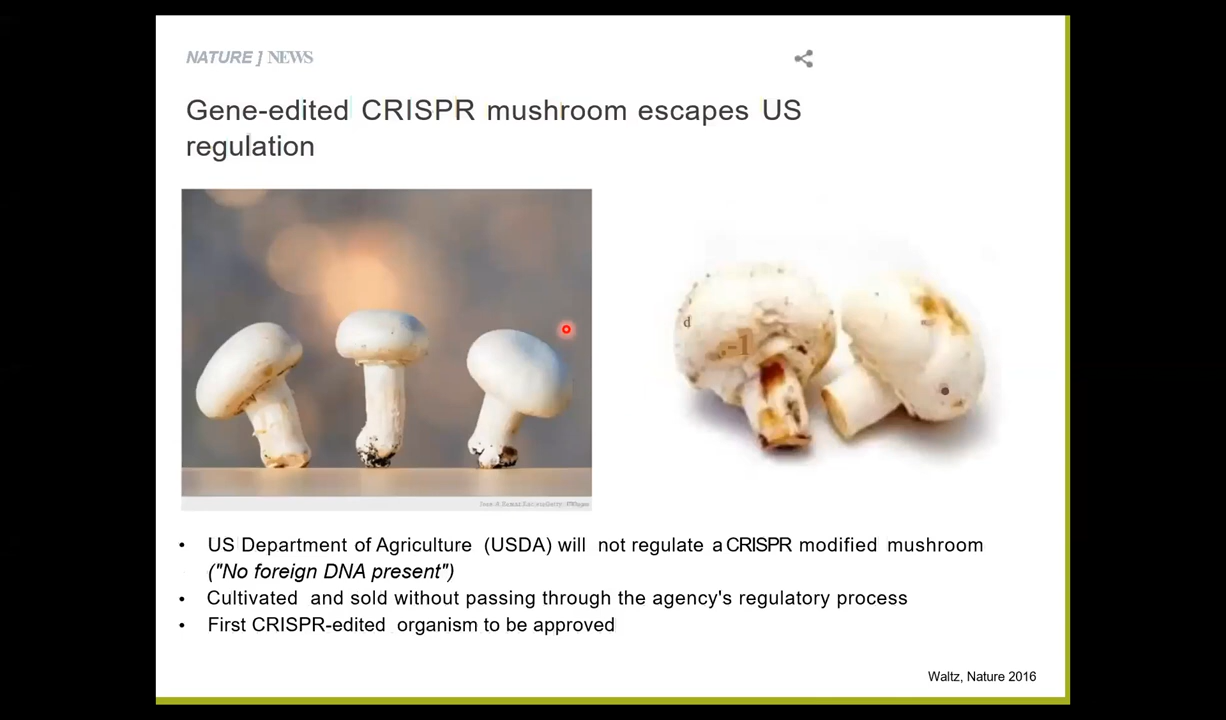 NATURE ] NEWS
Gene-edited CRISPR mushroom escapes US
regulation
d
-1
• US Department of Agriculture (USDA) will not regulate a CRISPR modified mushroom
("No foreign DNA present")
• Cultivated and sold without passing through the agency's regulatory process
• First CRISPR-edited organism to be approved
Waltz, Nature 2016